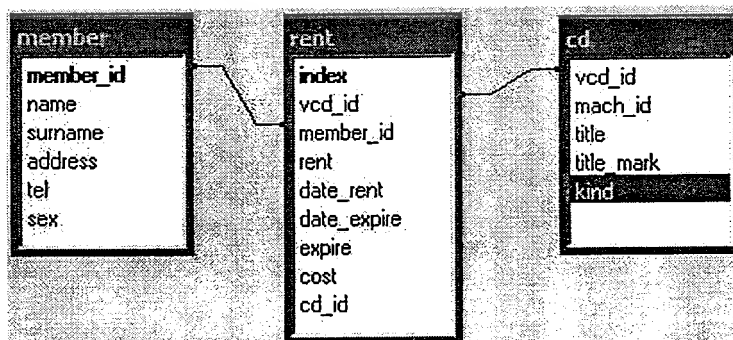 member
member_id
name
surname
address
tel
sex
rent
index
vcd_id
member_id
rent
date_rent
date_expire
expire
cost
cd_id
cd
vcd_id
mach_id
title
title_mark
kind